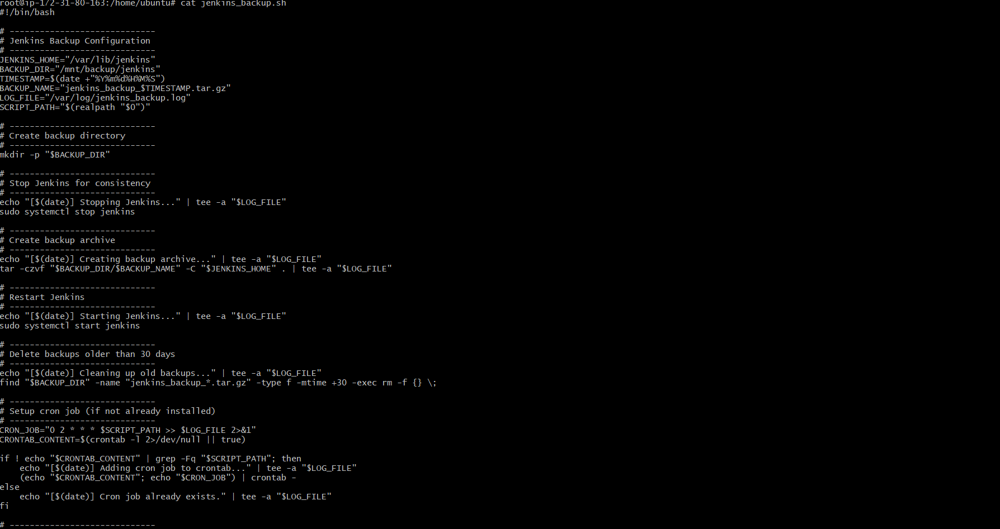 root@ip-172-31-80-163:/home/ubuntu# cat jenkins_backup.sh
#!/bin/bash
# -----------------------------
# Jenkins Backup Configuration
# -----------------------------
JENKINS_HOME="/var/lib/jenkins"
BACKUP_DIR="/mnt/backup/jenkins"
TIMESTAMP=$(date +"%Y%m%d%H%M%S")
BACKUP_NAME="jenkins_backup_$TIMESTAMP.tar.gz"
LOG_FILE="/var/log/jenkins_backup.log"
SCRIPT_PATH="$(realpath "$0")"
# -----------------------------
# Create backup directory
# -----------------------------
mkdir -p "$BACKUP_DIR"
# -----------------------------
# Stop Jenkins for consistency
# -----------------------------
echo "[$(date)] Stopping Jenkins..." | tee -a "$LOG_FILE"
sudo systemctl stop jenkins
# -----------------------------
# Create backup archive
# -----------------------------
echo "[$(date)] Creating backup archive..." | tee -a "$LOG_FILE"
tar -czvf "$BACKUP_DIR/$BACKUP_NAME" -C "$JENKINS_HOME" . | tee -a "$LOG_FILE"
# -----------------------------
# Restart Jenkins
# -----------------------------
echo "[$(date)] Starting Jenkins..." | tee -a "$LOG_FILE"
sudo systemctl start jenkins
# -----------------------------
# Delete backups older than 30 days
# -----------------------------
echo "[$(date)] Cleaning up old backups..." | tee -a "$LOG_FILE"
find "$BACKUP_DIR" -name "jenkins_backup_*.tar.gz" -type f -mtime +30 -exec rm -f {} \;
# -----------------------------
# Setup cron job (if not already installed)
# -----------------------------
CRON_JOB="0 2 * * * $SCRIPT_PATH >> $LOG_FILE 2>&1"
CRONTAB_CONTENT=$(crontab -l 2>/dev/null || true)
if ! echo "$CRONTAB_CONTENT" | grep -Fq "$SCRIPT_PATH"; then
    echo "[$(date)] Adding cron job to crontab..." | tee -a "$LOG_FILE"
    (echo "$CRONTAB_CONTENT"; echo "$CRON_JOB") | crontab -
else
    echo "[$(date)] Cron job already exists." | tee -a "$LOG_FILE"
fi
# -----------------------------